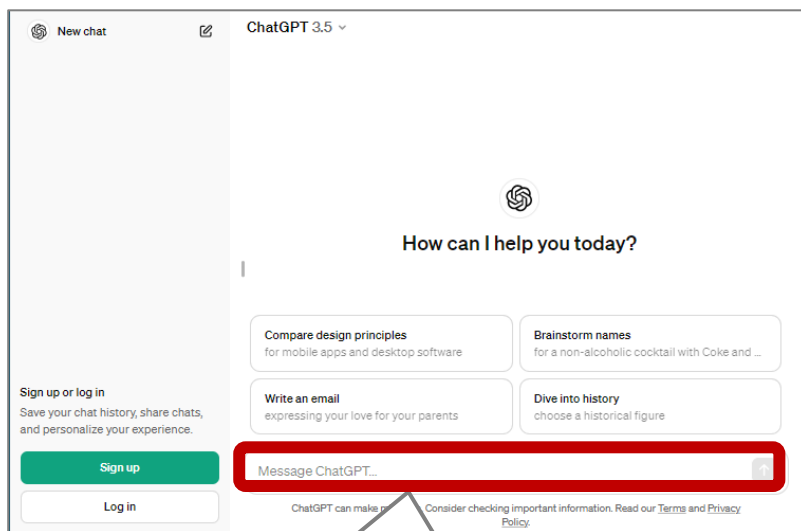 New chat
ChatGPT 3.5
How can I help you today?
Compare design principles
for mobile apps and desktop software
Brainstorm names
for a non-alcoholic cocktail with Coke and ...
Write an email
expressing your love for your parents
Dive into history
choose a historical figure
Sign up or log in
Save your chat history, share chats,
and personalize your experience.
Sign up
Log in
Message ChatGPT...
ChatGPT can make Consider checking important information. Read our Terms and Privacy
Policy.